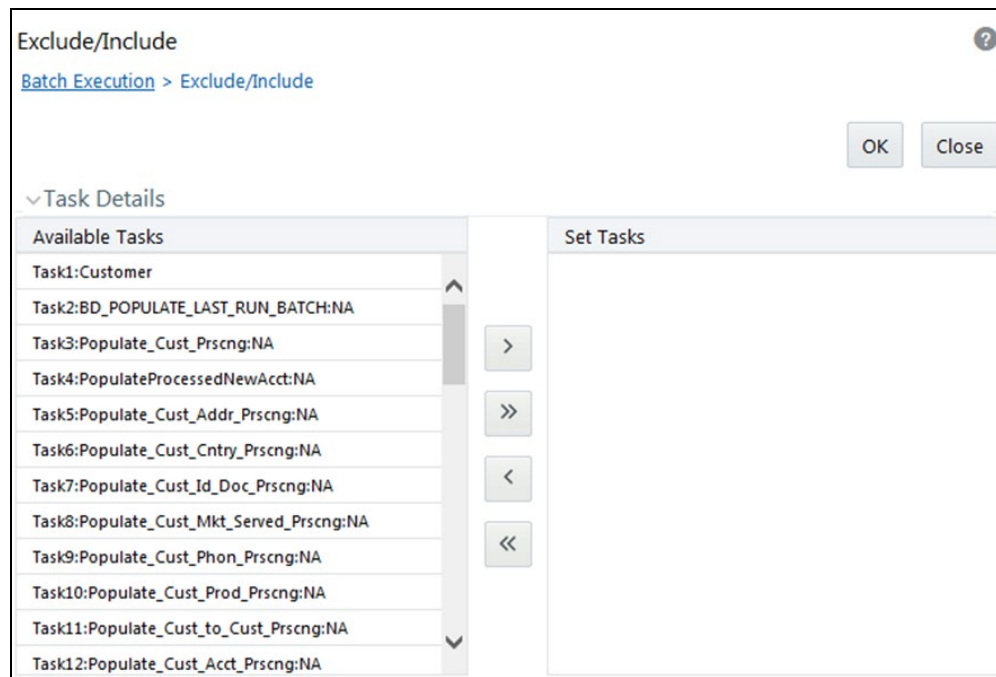 Exclude/Include
?
Batch Execution > Exclude/Include
OK Close
Task Details
Available Tasks Set Tasks
Task1:Customer
Task2:BD_POPULATE_LAST_RUN_BATCH:NA
Task3:Populate_Cust_Prscng:NA
Task4:PopulateProcessedNewAcct:NA
Task5:Populate_Cust_Addr_Prscng:NA
Task6:Populate_Cust_Cntry_Prscng:NA
Task7:Populate_Cust_Id_Doc_Prscng:NA
Task8:Populate_Cust_Mkt_Served_Prscng:NA
Task9:Populate_Cust_Phon_Prscng:NA
Task10:Populate_Cust_Prod_Prscng:NA
Task11:Populate_Cust_to_Cust_Prscng:NA
Task12:Populate_Cust_Acct_Prscng:NA
>
»
<
«